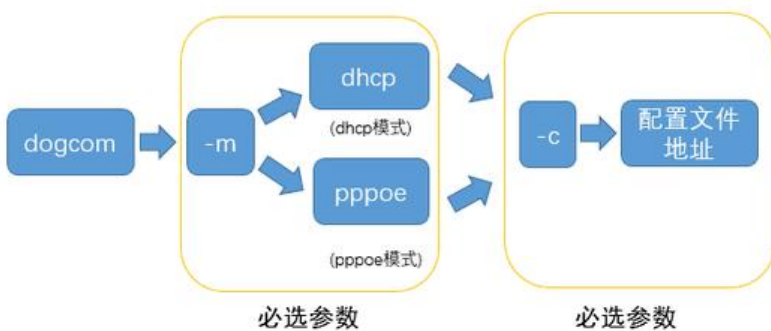 dogcom
-m
dhcp
(dhcp模式)
pppoe
(pppoe模式)
必选参数
-c
配置文件
地址
必选参数